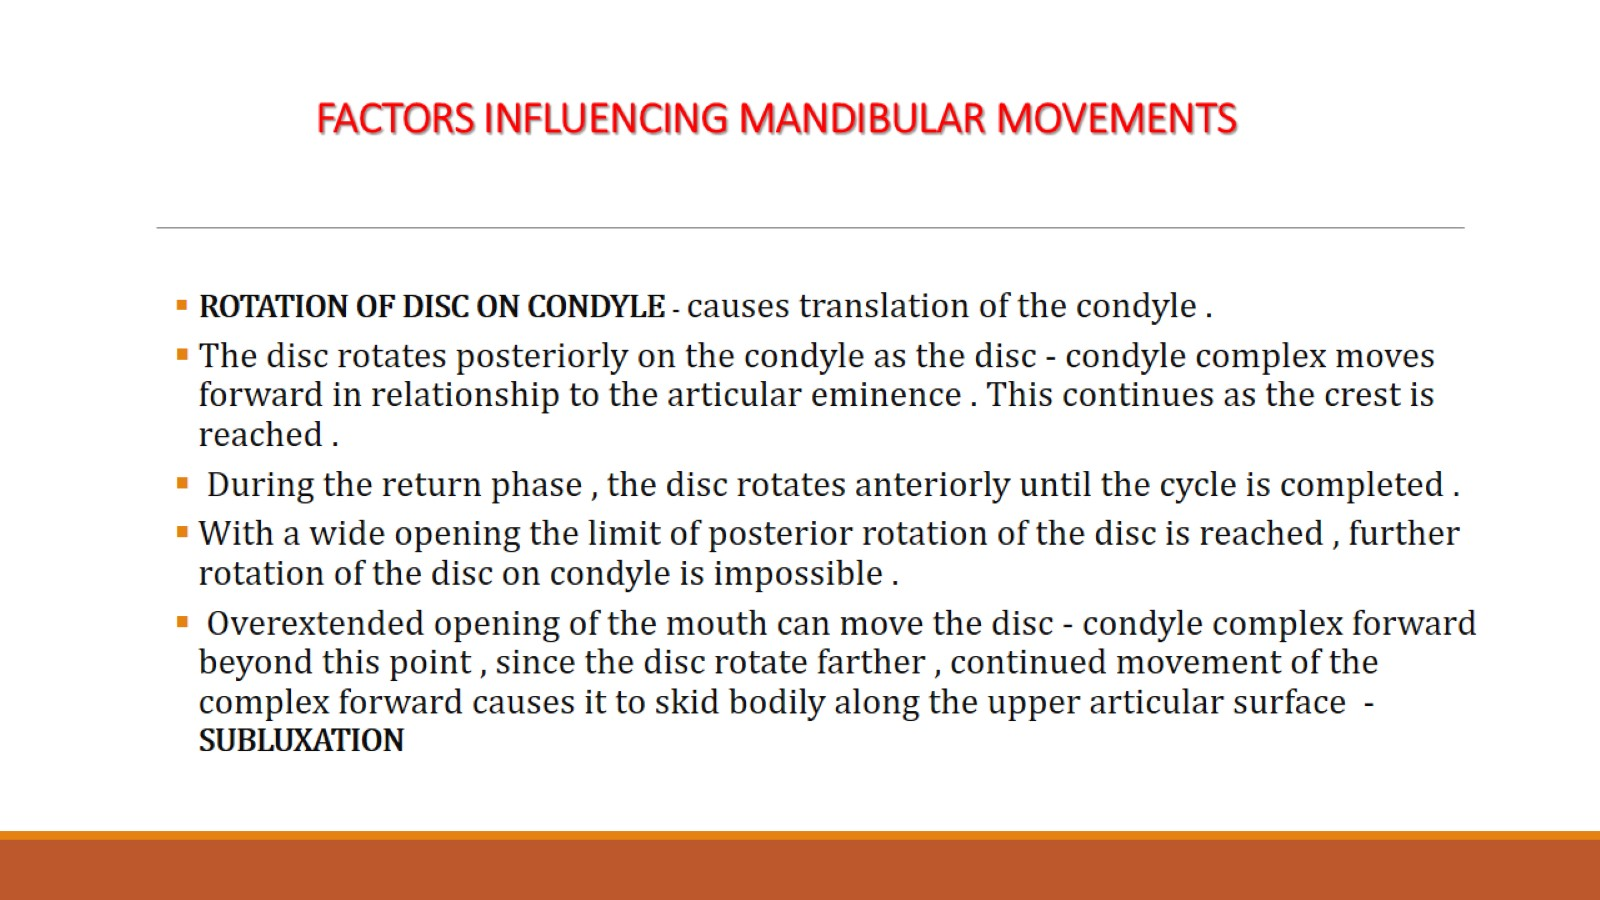 FACTORS INFLUENCING MANDIBULAR MOVEMENTS
▪ ROTATION OF DISC ON CONDYLE - causes translation of the condyle .
▪ The disc rotates posteriorly on the condyle as the disc - condyle complex moves
forward in relationship to the articular eminence . This continues as the crest is
reached .
▪ During the return phase , the disc rotates anteriorly until the cycle is completed .
▪ With a wide opening the limit of posterior rotation of the disc is reached , further
rotation of the disc on condyle is impossible .
▪ Overextended opening of the mouth can move the disc - condyle complex forward
beyond this point , since the disc rotate farther , continued movement of the
complex forward causes it to skid bodily along the upper articular surface -
SUBLUXATION